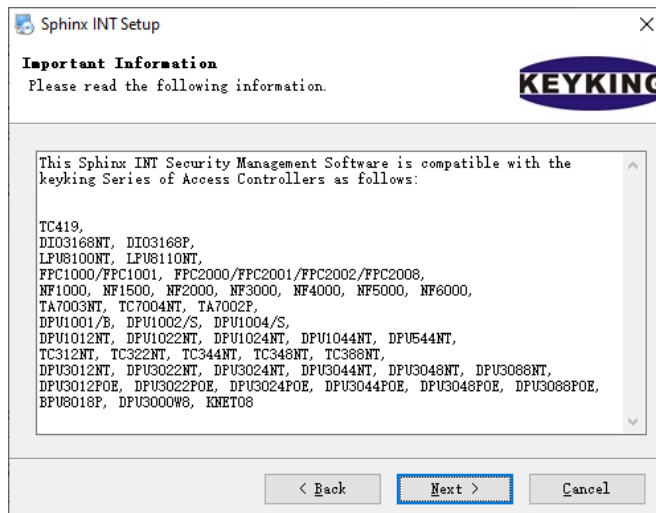 Sphinx INT Setup
Important Information
Please read the following information.
KEYKING
This Sphinx INT Security Management Software is compatible with the
keyking Series of Access Controllers as follows:
TC419,
DIO3168NT, DIO3168P,
LPU8100NT, LPU8110NT,
FPC1000/FPC1001, FPC2000/FPC2001/FPC2002/FPC2008,
NF1000, NF1500, NF2000, NF3000, NF4000, NF5000, NF6000,
TA7003NT, TC7004NT, TA7002P,
DPU1001/B, DPU1002/S, DPU1004/S,
DPU1012NT, DPU1022NT, DPU1024NT, DPU1044NT, DPU544NT,
TC312NT, TC322NT, TC344NT, TC348NT, TC388NT,
DPU3012NT, DPU3022NT, DPU3024NT, DPU3044NT, DPU3048NT, DPU3088NT,
DPU3012POE, DPU3022POE, DPU3024POE, DPU3044POE, DPU3048POE, DPU3088POE,
BPU8018P, DPU3000W8, KNET08
< Back
Next >
Cancel